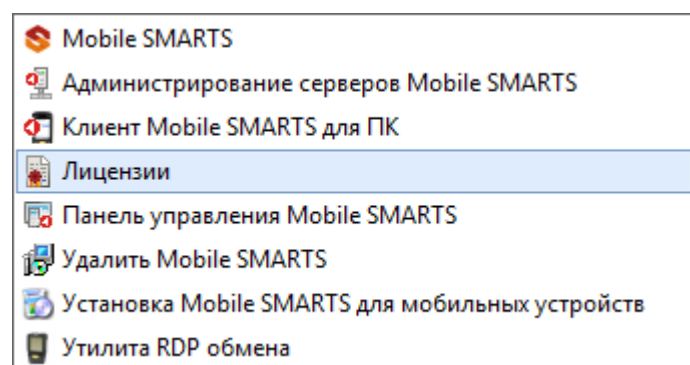 Mobile SMARTS
Администрирование серверов Mobile SMARTS
Клиент Mobile SMARTS для ПК
Лицензии
Панель управления Mobile SMARTS
Удалить Mobile SMARTS
Установка Mobile SMARTS для мобильных устройств
Утилита RDP обмена